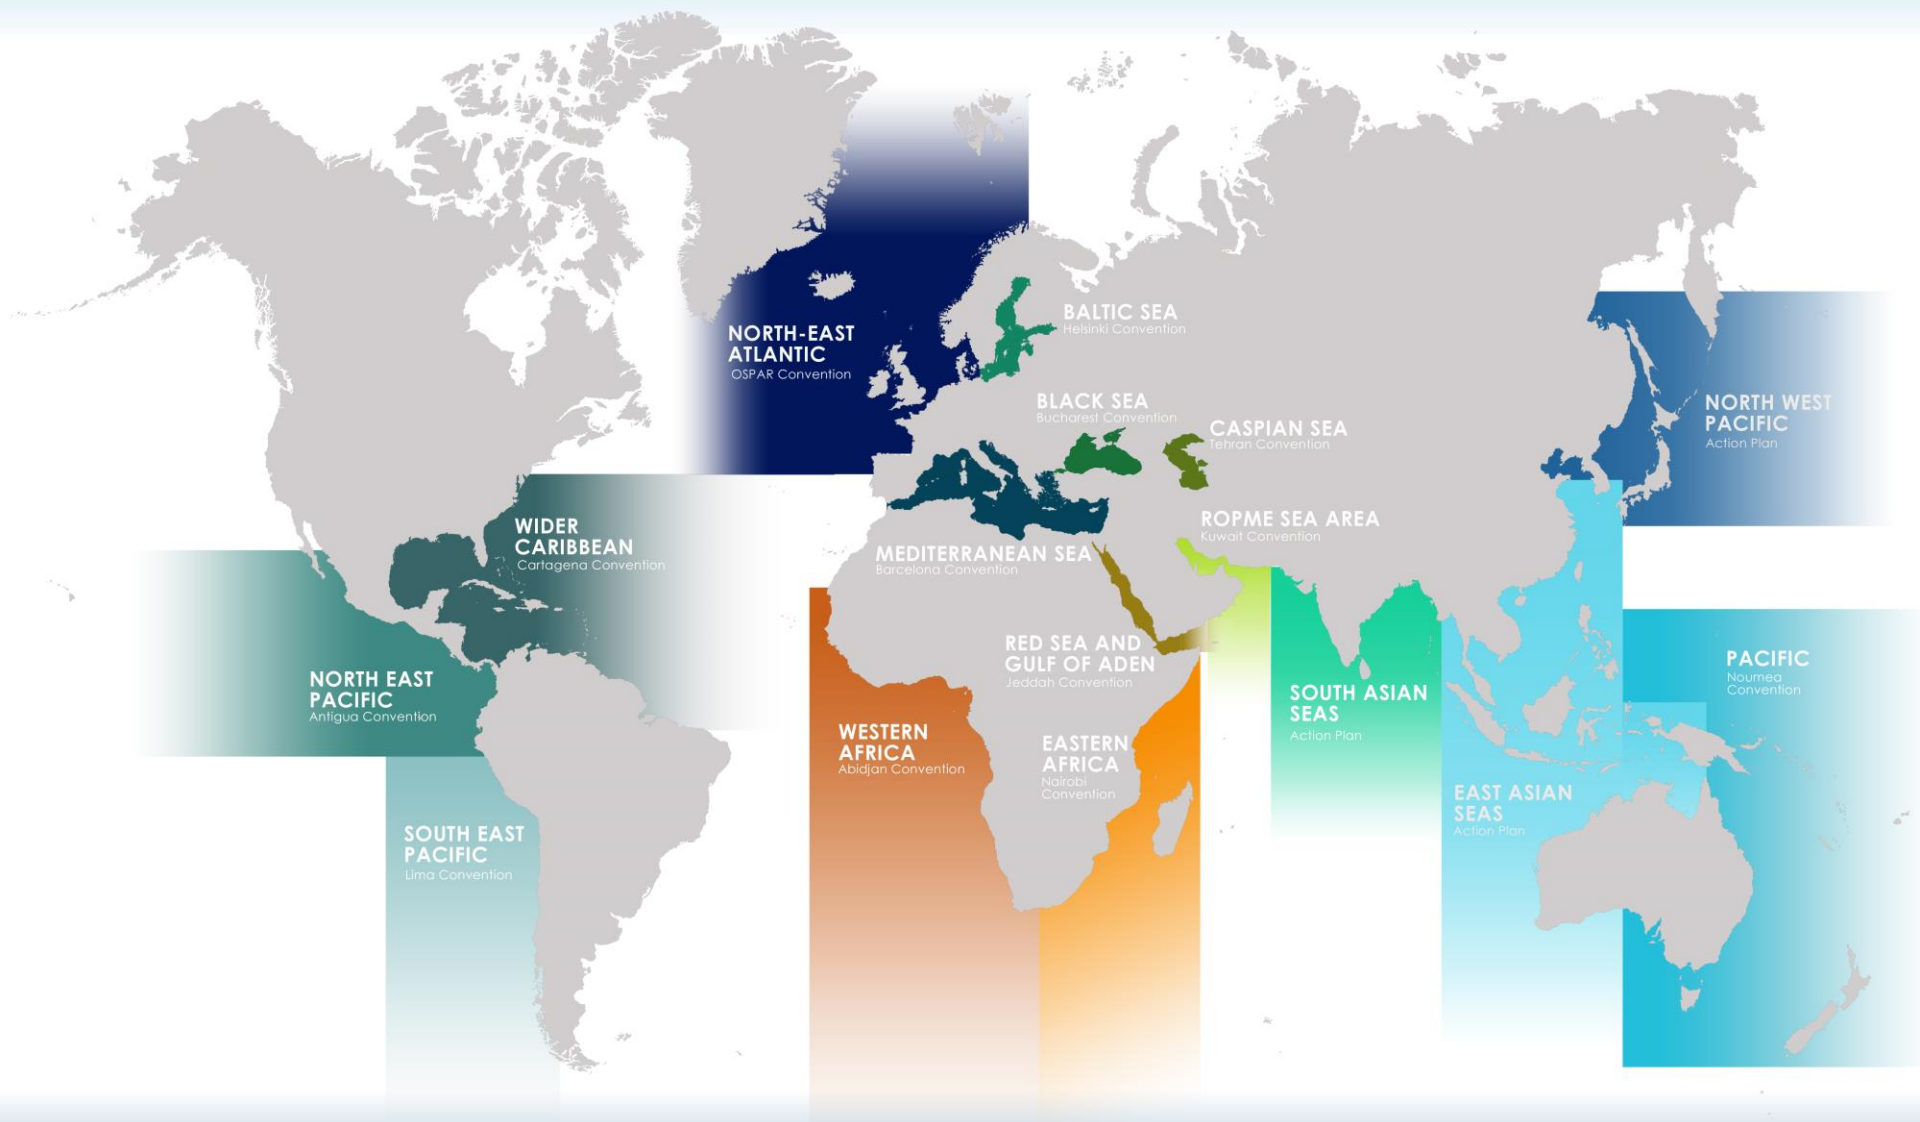 NORTH-EAST
ATLANTIC
OSPAR Convention
BALTIC SEA
Helsinki Convention
BLACK SEA
Bucharest Convention
CASPIAN SEA
Tehran Convention
NORTH WEST
PACIFIC
Action Plan
WIDER
CARIBBEAN
Cartagena Convention
MEDITERRANEAN SEA
Barcelona Convention
ROPME SEA AREA
Kuwait Convention
NORTH EAST
PACIFIC
Antigua Convention
RED SEA AND
GULF OF ADEN
Jeddah Convention
SOUTH ASIAN
SEAS
Action Plan
PACIFIC
Noumea
Convention
WESTERN
AFRICA
Abidjan Convention
EASTERN
AFRICA
Nairobi
Convention
EAST ASIAN
SEAS
Action Plan
SOUTH EAST
PACIFIC
Lima Convention